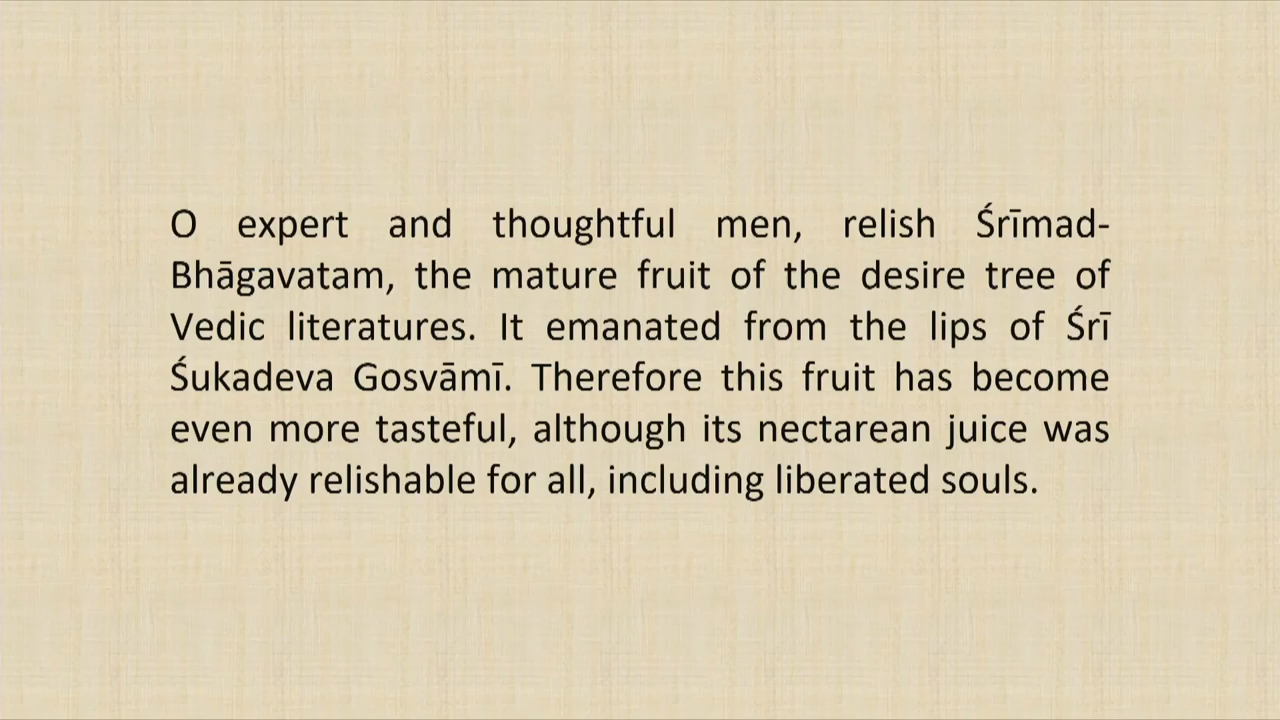 O expert and thoughtful men, relish Śrīmad-
Bhāgavatam, the mature fruit of the desire tree of
Vedic literatures. It emanated from the lips of Śrī
Śukadeva Gosvāmī. Therefore this fruit has become
even more tasteful, although its nectarean juice was
already relishable for all, including liberated souls.